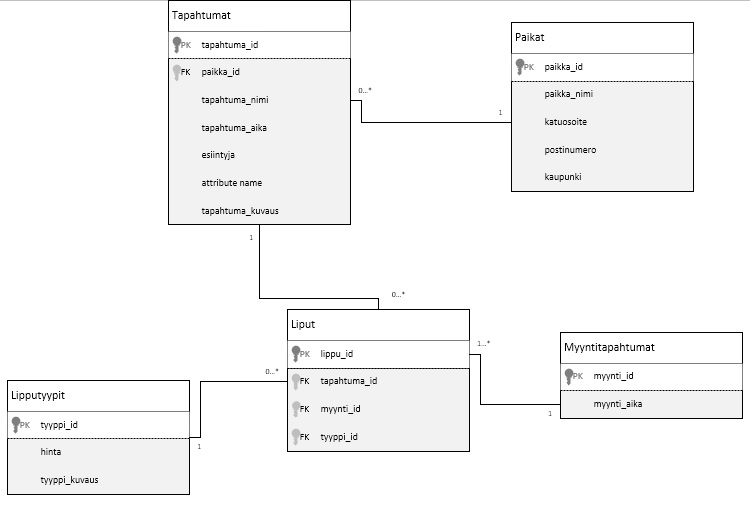 Tapahtumat
PK tapahtuma_id
FK paikka_id
tapahtuma_nimi
tapahtuma_aika
esiintyja
attribute name
tapahtuma_kuvaus
Paikat
PK paikka_id
paikka_nimi
katuosoite
postinumero
kaupunki
0...*
1
1
0...*
Liput
PK lippu_id
FK tapahtuma_id
FK myynti_id
FK tyyppi_id
1...*
1
Myyntitapahtumat
PK myynti_id
myynti_aika
0...*
1
Lipputyypit
PK tyyppi_id
hinta
tyyppi_kuvaus